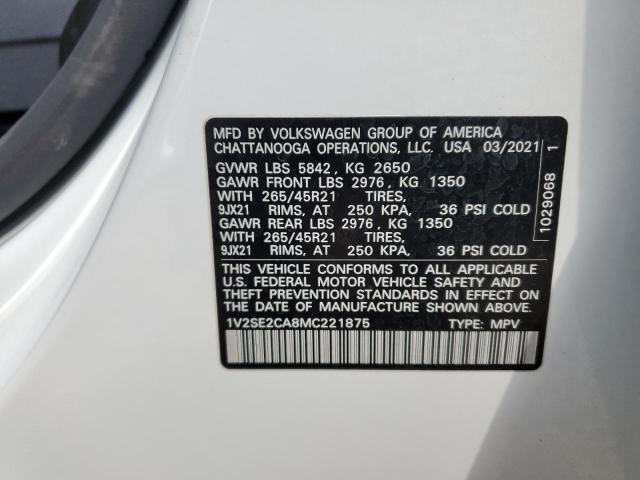 MFD BY VOLKSWAGEN GROUP OF AMERICA
CHATTANOOGA OPERATIONS, LLC. USA 03/2021
GVWR LBS 5842, KG 2650
GAWR FRONT LBS 2976, KG 1350
WITH 265/45R21 TIRES,
9JX21 RIMS, AT 250 KPA, 36 PSI COLD
GAWR REAR LBS 2976, KG 1350
WITH 265/45R21 TIRES,
9JX21 RIMS, AT 250 KPA, 36 PSI COLD
THIS VEHICLE CONFORMS TO ALL APPLICABLE
U.S. FEDERAL MOTOR VEHICLE SAFETY AND
THEFT PREVENTION STANDARDS IN EFFECT ON
THE DATE OF MANUFACTURE SHOWN ABOVE.
1V2SE2CA8MC221875 TYPE: MPV
1029068 1